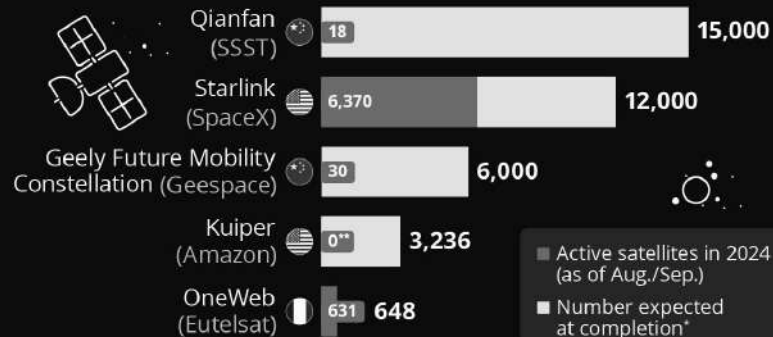 Qianfan
(SSST)
18
15,000
Starlink
(SpaceX)
6,370
12,000
Geely Future Mobility
Constellation (Geespace)
30
6,000
Kuiper
(Amazon)
0**
3,236
OneWeb
(Eutelsat)
631
648
Active satellites in 2024
(as of Aug./Sep.)
Number expected
at completion*